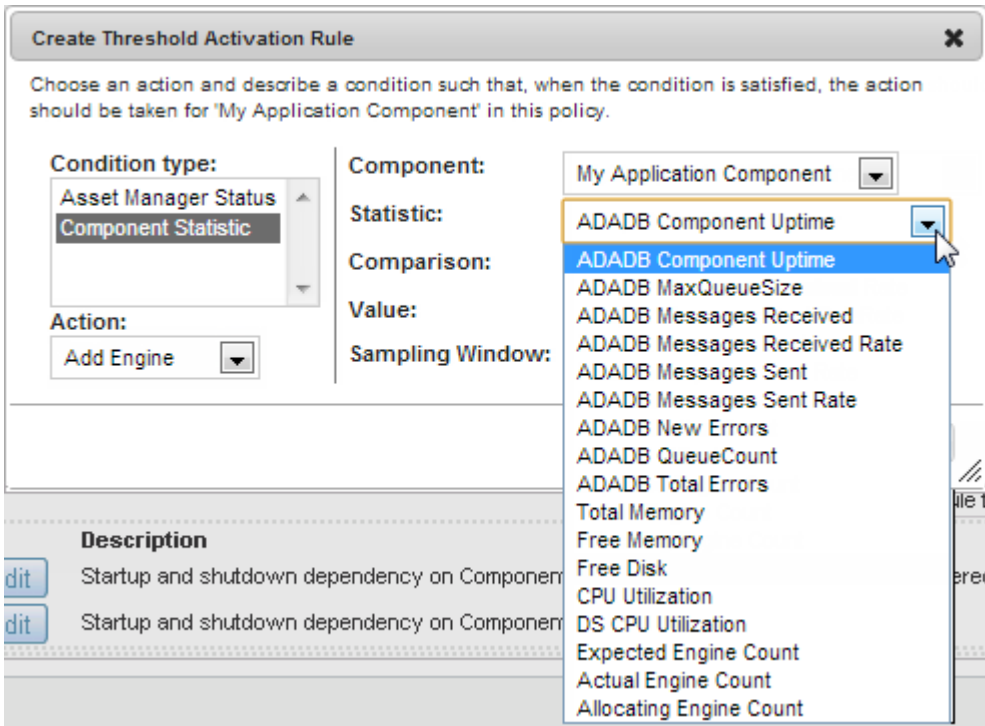 Create Threshold Activation Rule
Choose an action and describe a condition such that, when the condition is satisfied, the action
should be taken for 'My Application Component' in this policy.
Condition type:
Asset Manager Status
Component Statistic
Action:
Add Engine
Component:
My Application Component
Statistic:
ADADB Component Uptime
Comparison:
Value:
Sampling Window:
ADADB Component Uptime
ADADB MaxQueueSize
ADADB Messages Received
ADADB Messages Received Rate
ADADB Messages Sent
ADADB Messages Sent Rate
ADADB New Errors
ADADB QueueCount
ADADB Total Errors
Total Memory
Free Memory
Free Disk
CPU Utilization
DS CPU Utilization
Expected Engine Count
Actual Engine Count
Allocating Engine Count
Description
dit Startup and shutdown dependency on Componen
dit Startup and shutdown dependency on Componen